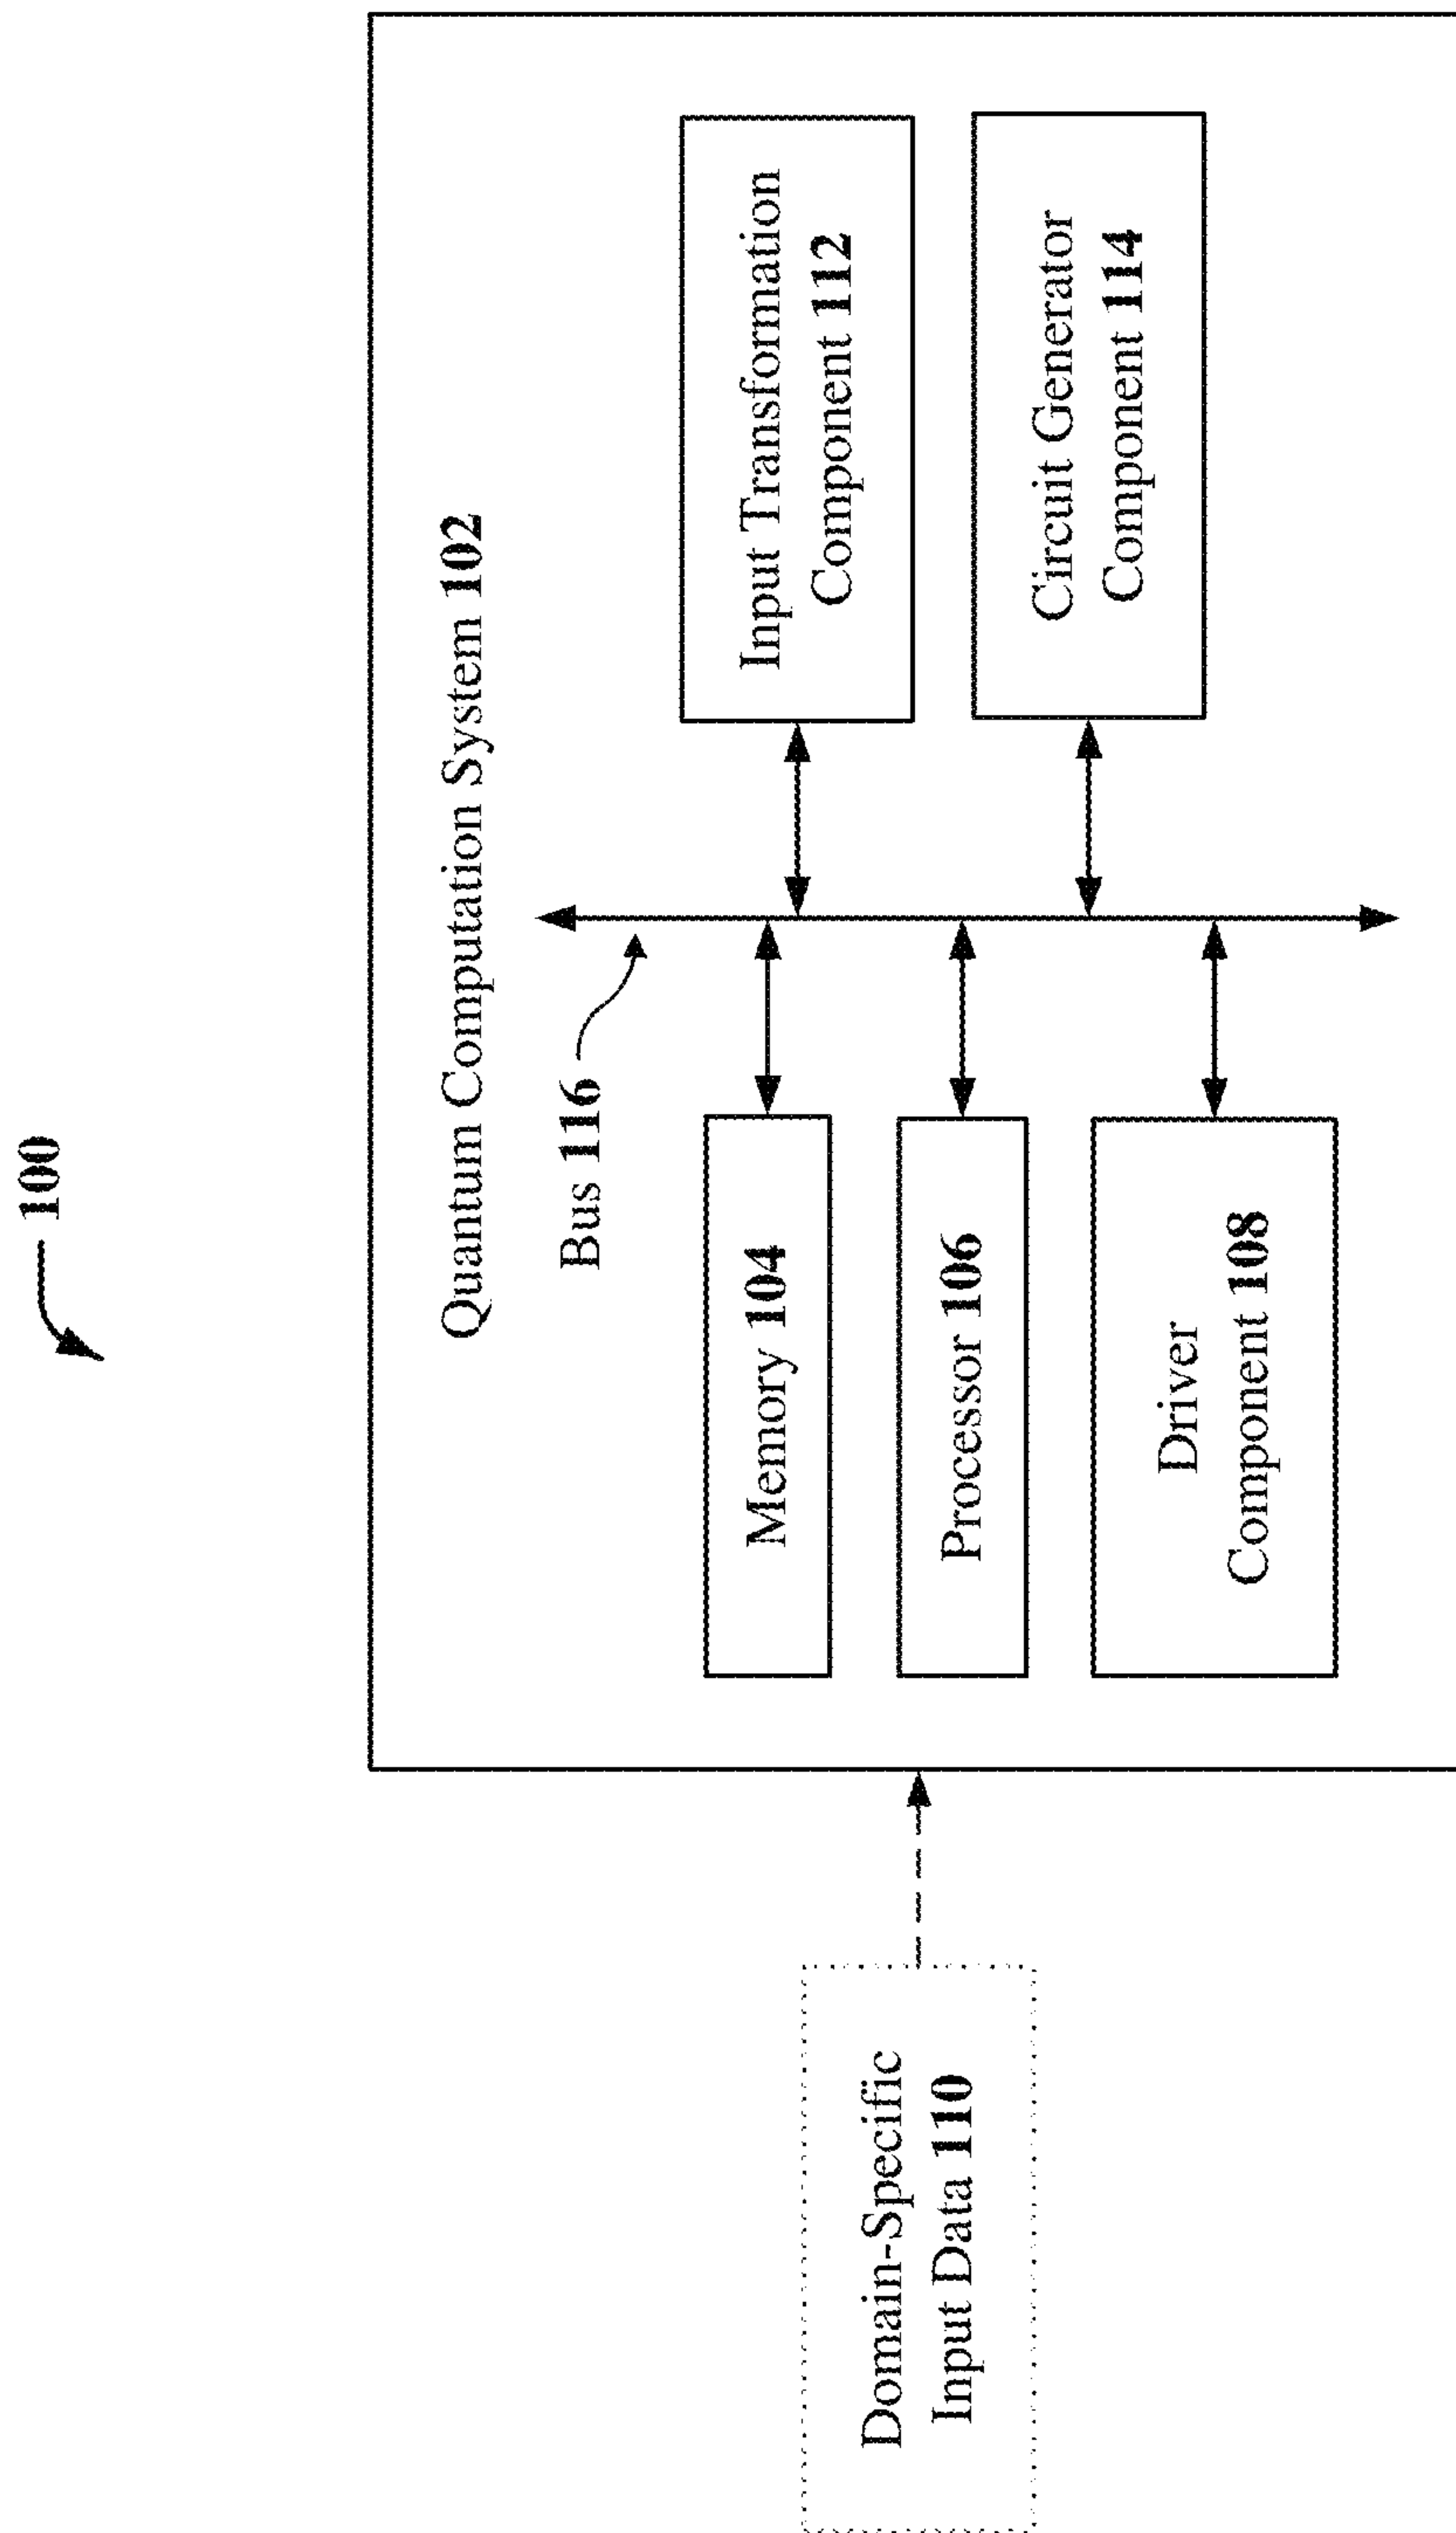 100
Quantum Computation System 102
Bus 116
Memory 104
Processor 106
Driver
Component 108
Input Transformation
Component 112
Circuit Generator
Component 114
Domain-Specific
Input Data 110